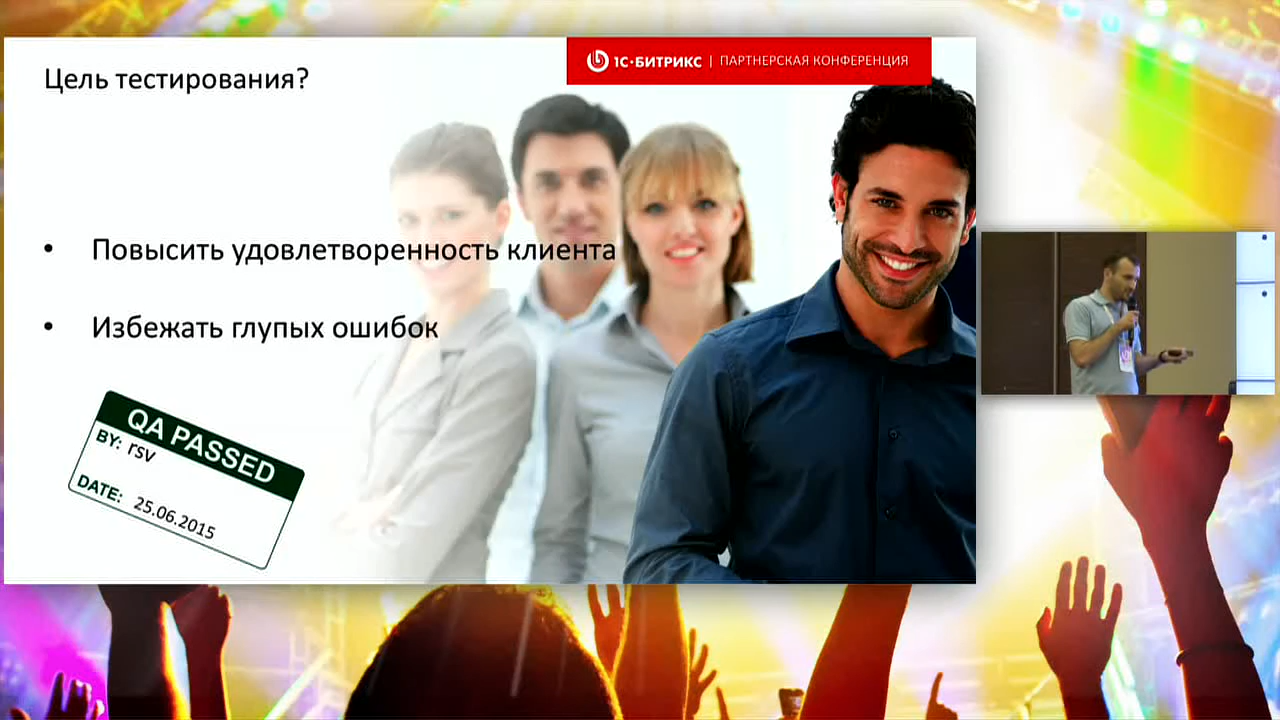 Цель тестирования?
1С-БИТРИКС | ПАРТНЕРСКАЯ КОНФЕРЕНЦИЯ
• Повысить удовлетворенность клиента
• Избежать глупых ошибок
QA PASSED
BY: rsv
DATE: 25.06.2015